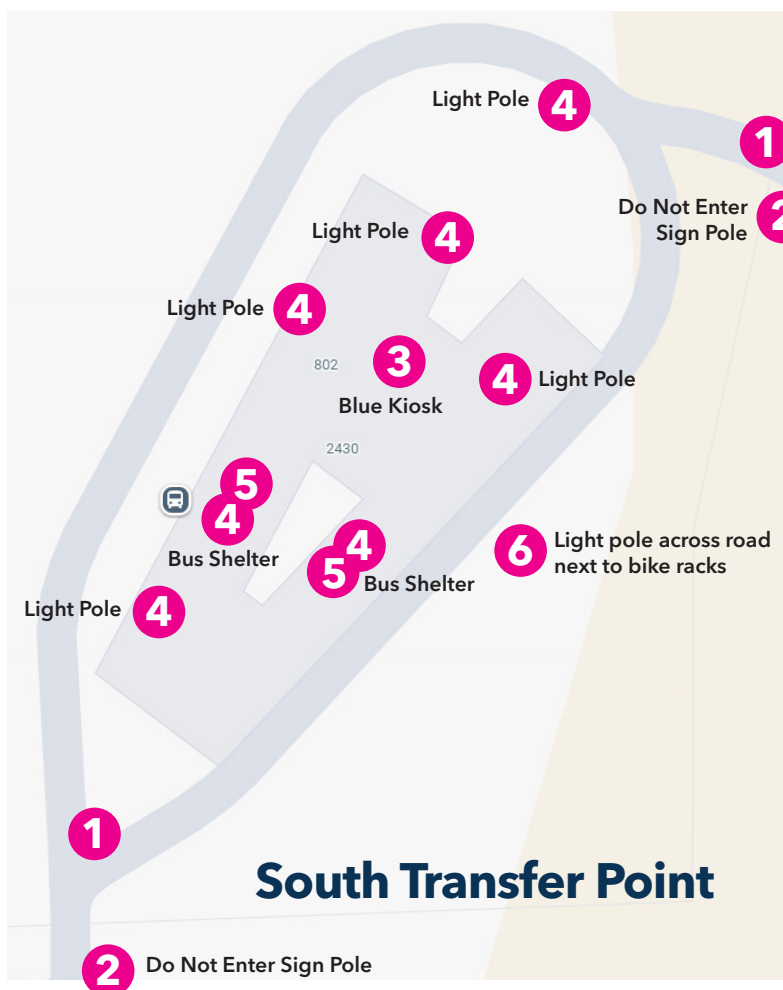 Light Pole
4
1
Do Not Enter
Sign Pole
2
Light Pole
4
Light Pole
4
802
3
Blue Kiosk
4
Light Pole
2430
5
4
Bus Shelter
4
5
Bus Shelter
6
Light pole across road
next to bike racks
Light Pole
4
1
South Transfer Point
2
Do Not Enter Sign Pole